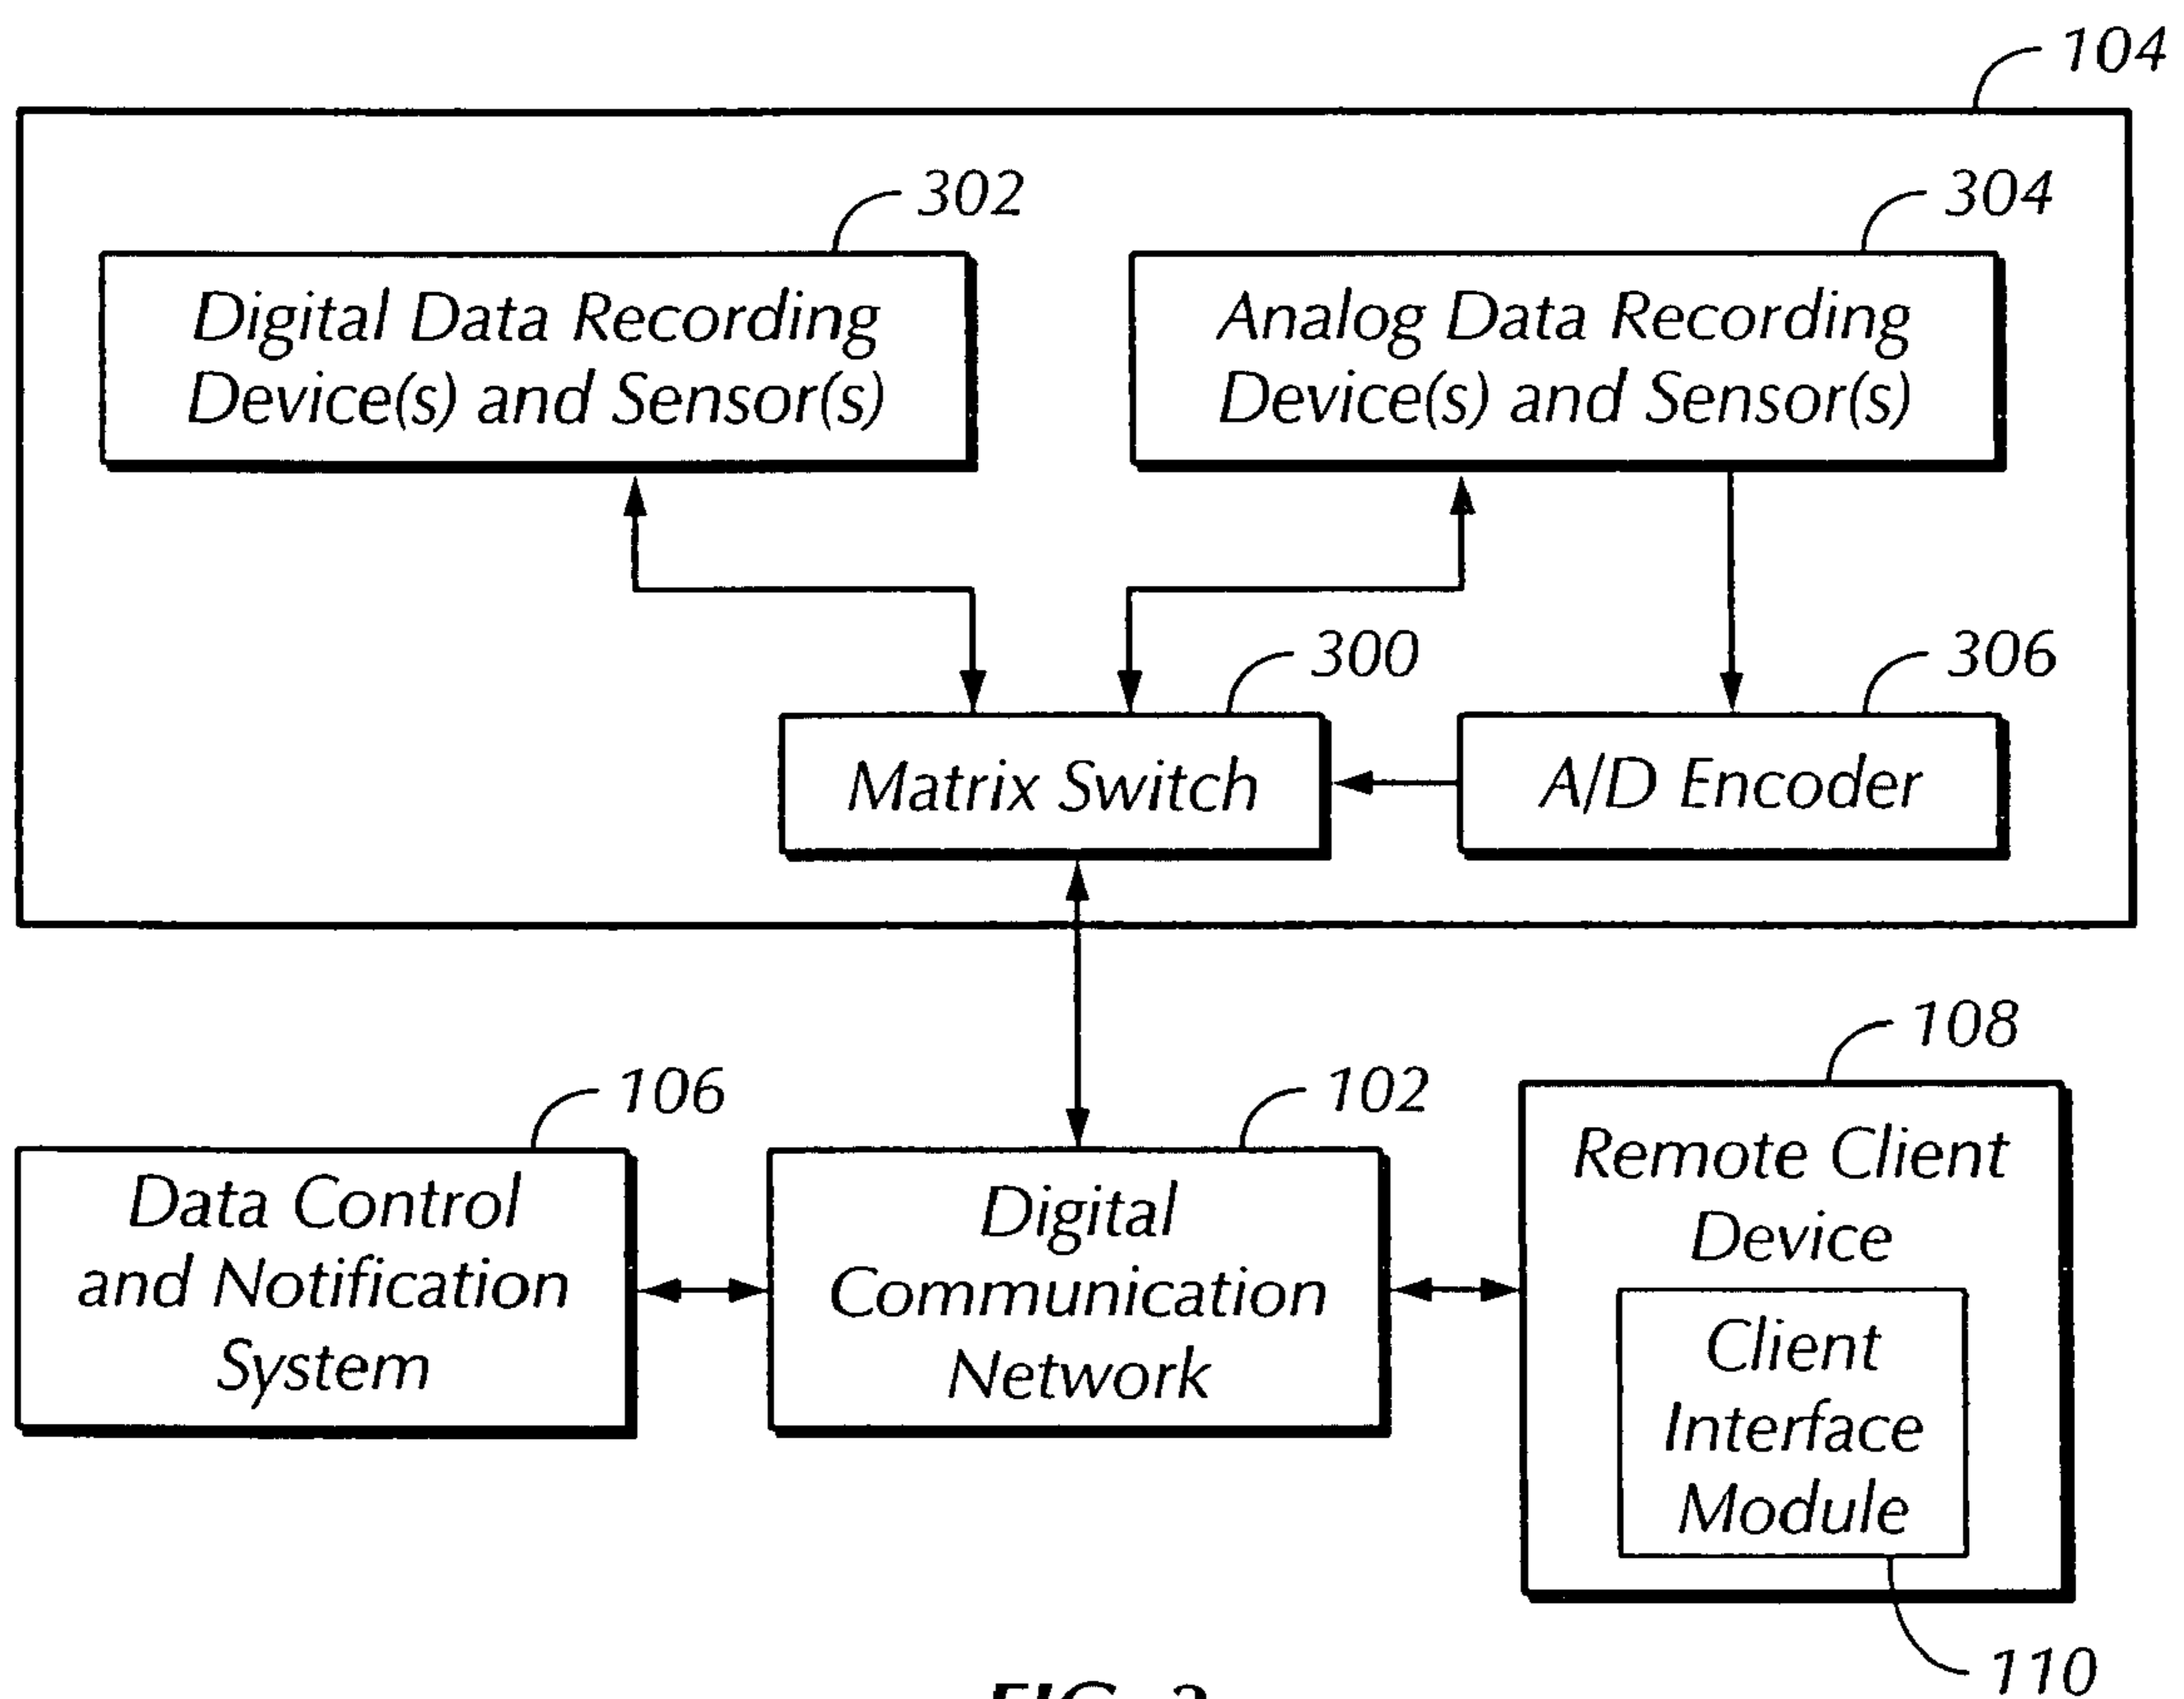 104
302
304
Digital Data Recording
Device(s) and Sensor(s)
Analog Data Recording
Device(s) and Sensor(s)
300
306
Matrix Switch
A/D Encoder
108
106
102
Remote Client
Device
Data Control
and Notification
System
Digital
Communication
Network
Client
Interface
Module
110